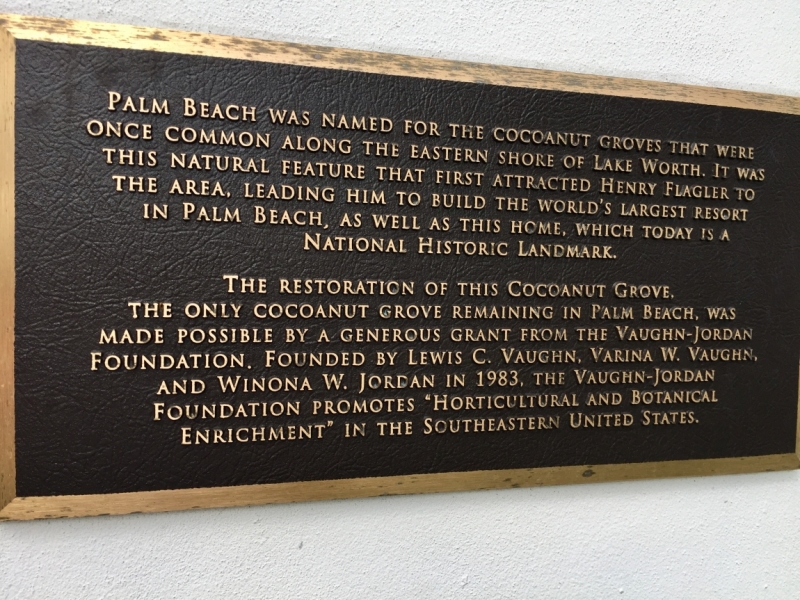 Palm Beach was named for the cocoanut groves that were
once common along the eastern shore of Lake Worth. It was
this natural feature that first attracted Henry Flagler to
the area, leading him to build the world's largest resort
in Palm Beach, as well as this home, which today is a
National Historic Landmark.
The restoration of this Cocoanut Grove,
the only cocoanut grove remaining in Palm Beach, was
made possible by a generous grant from the Vaughn-Jordan
Foundation. Founded by Lewis C. Vaughn, Varina W. Vaughn,
and Winona W. Jordan in 1983, the Vaughn-Jordan
Foundation promotes "Horticultural and Botanical
Enrichment" in the Southeastern United States.